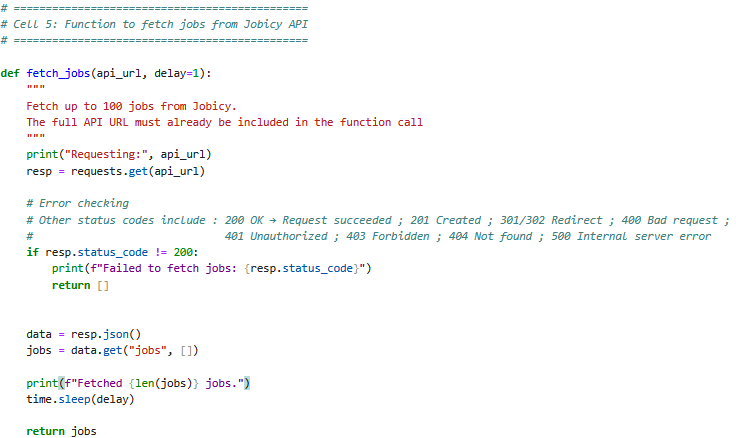 # ==============================================
# Cell 5: Function to fetch jobs from Jobicy API
# ==============================================
def fetch_jobs(api_url, delay=1):
    """
    Fetch up to 100 jobs from Jobicy.
    The full API URL must already be included in the function call
    """
    print("Requesting:", api_url)
    resp = requests.get(api_url)
    # Error checking
    # Other status codes include : 200 OK → Request succeeded ; 201 Created ; 301/302 Redirect ; 400 Bad request ;
    #                              401 Unauthorized ; 403 Forbidden ; 404 Not found ; 500 Internal server error
    if resp.status_code != 200:
        print(f"Failed to fetch jobs: {resp.status_code}")
        return []
    data = resp.json()
    jobs = data.get("jobs", [])
    print(f"Fetched {len(jobs)} jobs.")
    time.sleep(delay)
    return jobs